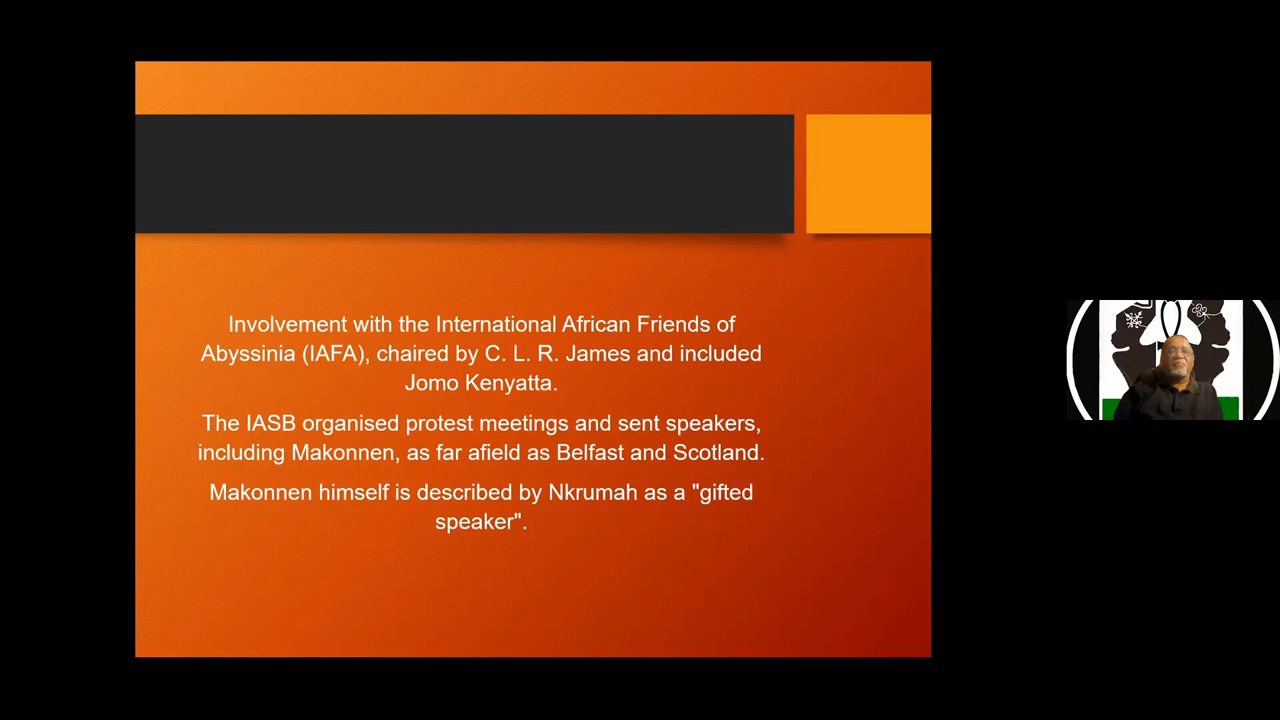 Involvement with the International African Friends of
Abyssinia (IAFA), chaired by C. L. R. James and included
Jomo Kenyatta.
The IASB organised protest meetings and sent speakers,
including Makonnen, as far afield as Belfast and Scotland.
Makonnen himself is described by Nkrumah as a "gifted
speaker".